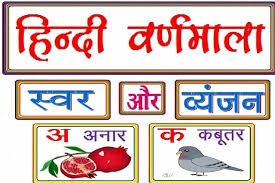 हिन्दी वर्णमाला
स्वर और व्यंजन
अ अनार क कबूतर